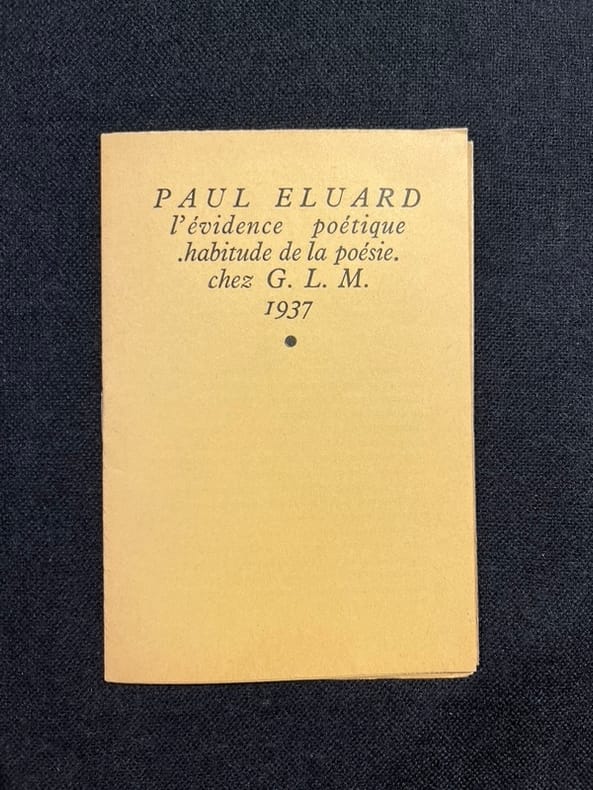 PAUL ELUARD
l'évidence poétique
.habitude de la poésie.
chez G. L. M.
1937